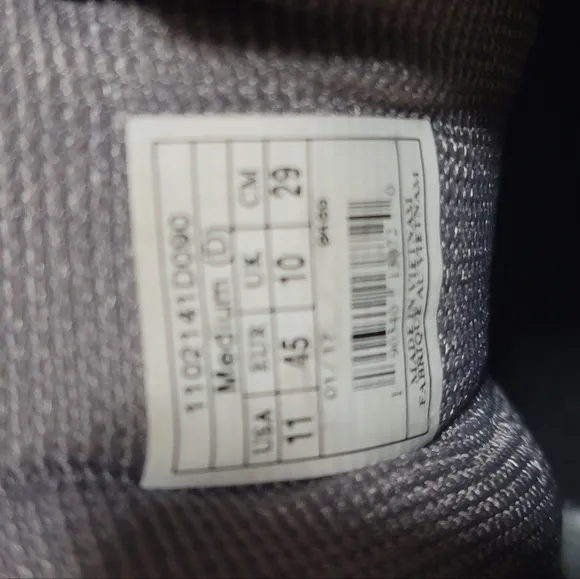 1102141D090
Medium (D)
USA EUR UK CM
11 45 10 29
01/17
MADE IN VIETNAM
FABRIQUÉ AU VIETNAM